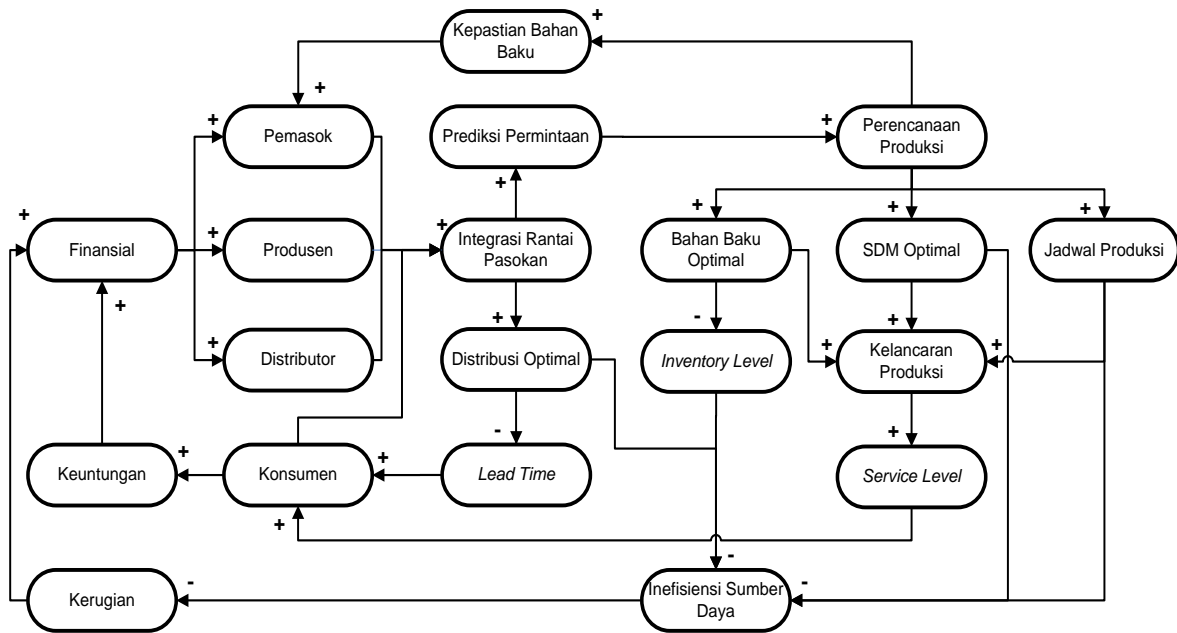 Kepastian Bahan
Baku
+
+
+
Pemasok
+
Prediksi Permintaan
+
Perencanaan
Produksi
+
+
Finansial
+
Produsen
+
Integrasi Rantai
Pasokan
+
Bahan Baku
Optimal
+
SDM Optimal
+
Jadwal Produksi
+
+
Distributor
+
Distribusi Optimal
-
Inventory Level
+
+
Kelancaran
Produksi
+
+
Keuntungan
+
Konsumen
+
-
Lead Time
+
Service Level
+
Kerugian
-
-
Inefisiensi Sumber
Daya
-